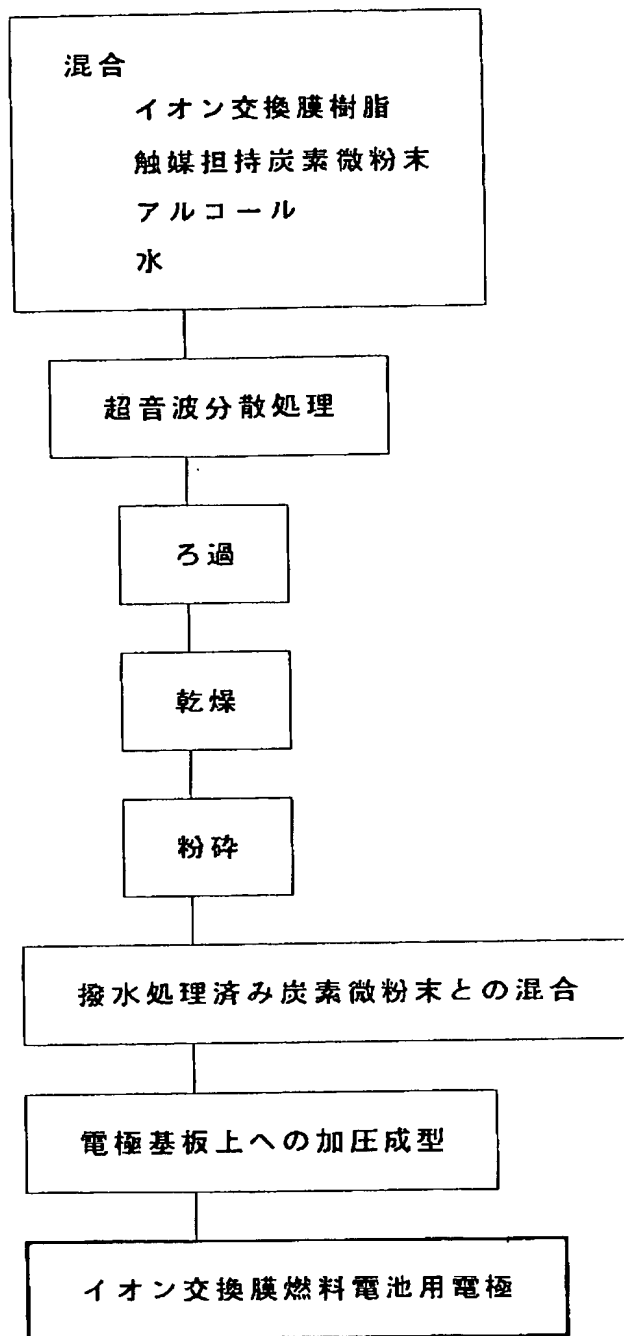 混合
イオン交換膜樹脂
触媒担持炭素微粉末
アルコール
水
超音波分散処理
ろ過
乾燥
粉砕
撥水処理済み炭素微粉末との混合
電極基板上への加圧成型
イオン交換膜燃料電池用電極